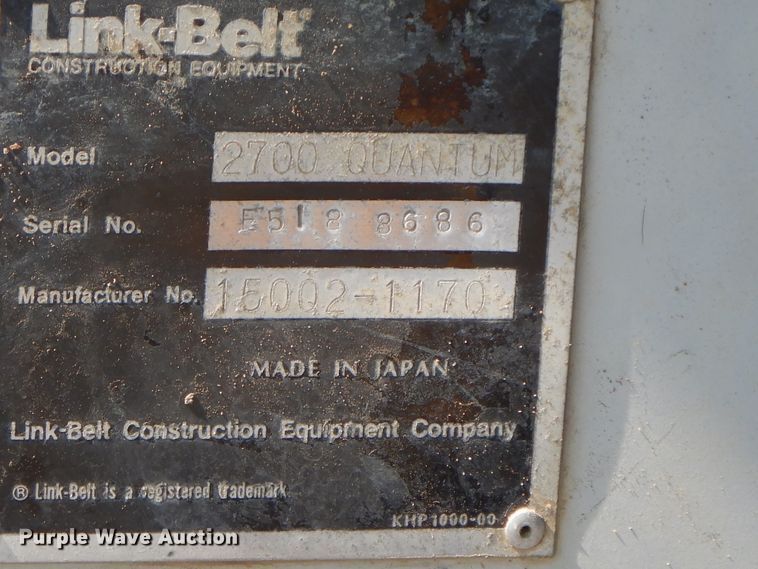 Link-Belt®
CONSTRUCTION EQUIPMENT
Model 2700 QUANTUM
Serial No. E5I8 8686
Manufacturer No. 15002-1170
MADE IN JAPAN
Link-Belt Construction Equipment Company
® Link-Belt is a registered trademark
KHP1000-00
Purple Wave Auction